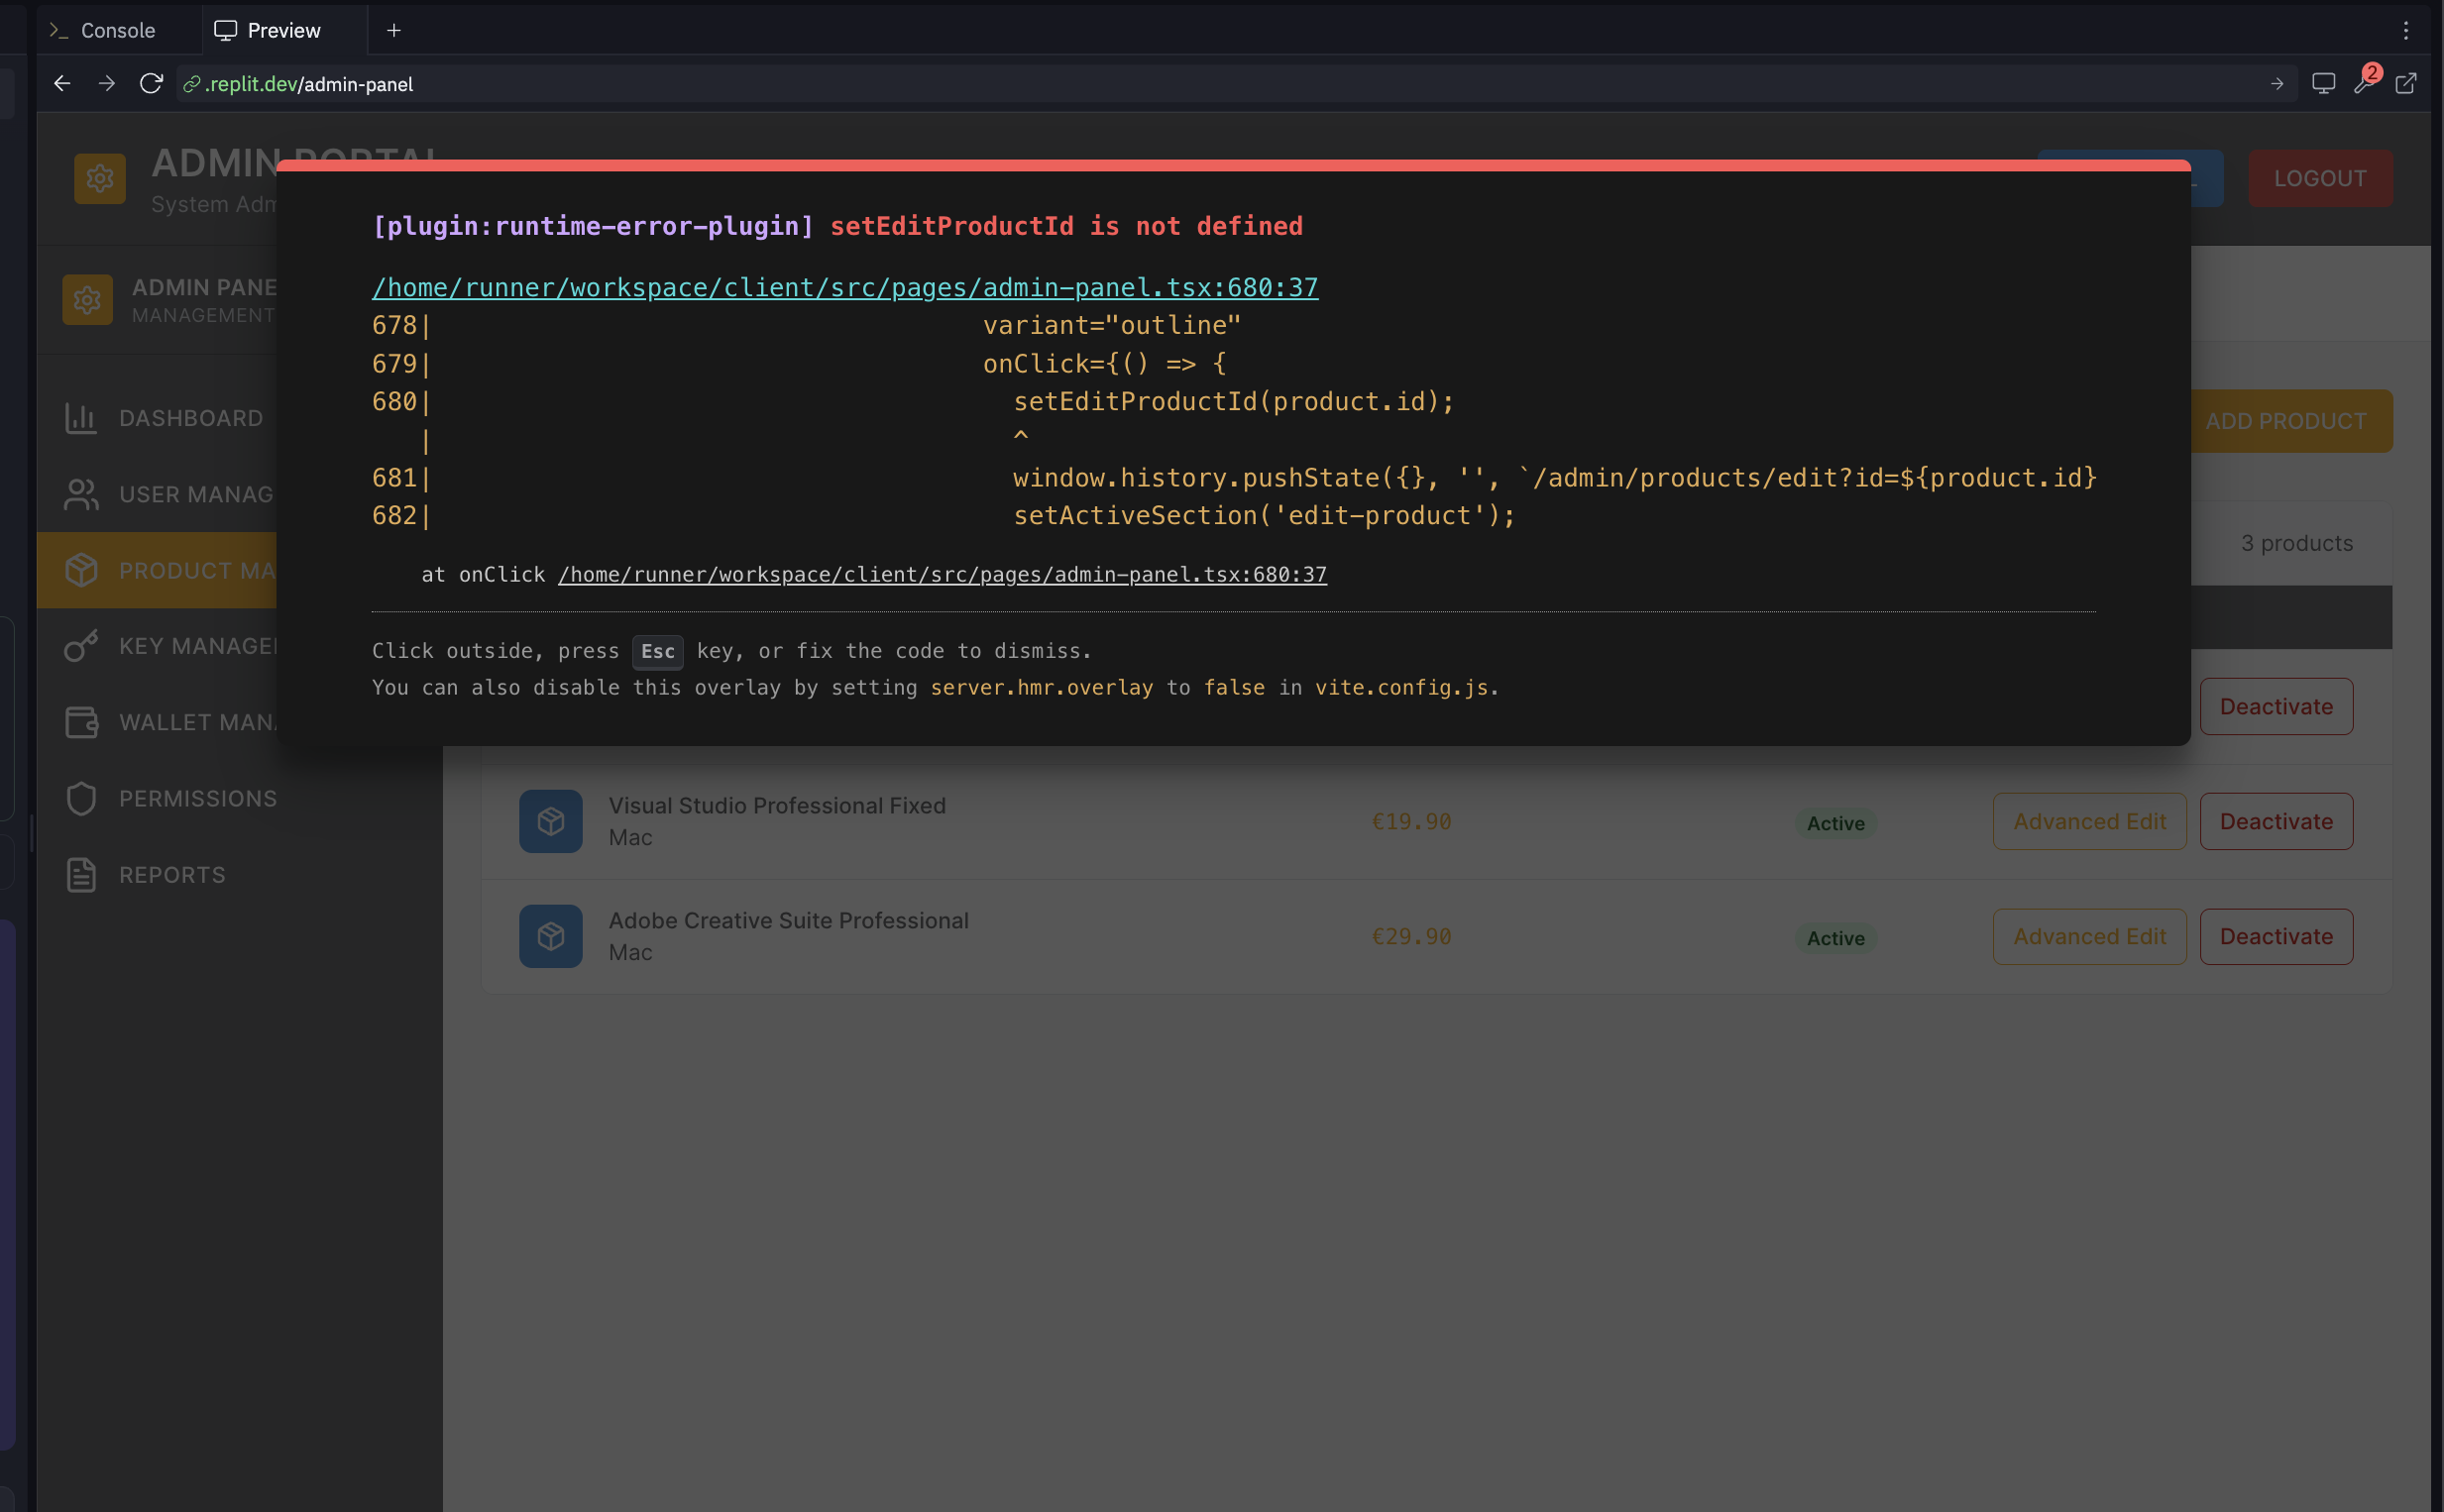 Console
Preview
.replit.dev/admin-panel
2
ADMIN PORTAL
System Adm
LOGOUT
[plugin:runtime-error-plugin] setEditProductId is not defined
/home/runner/workspace/client/src/pages/admin-panel.tsx:680:37
678| variant="outline"
679| onClick={() => {
680| setEditProductId(product.id);
| ^
681| window.history.pushState({}, '', `/admin/products/edit?id=${product.id}
682| setActiveSection('edit-product');
at onClick /home/runner/workspace/client/src/pages/admin-panel.tsx:680:37
Click outside, press Esc key, or fix the code to dismiss.
You can also disable this overlay by setting server.hmr.overlay to false in vite.config.js.
ADMIN PANE
MANAGEMENT
DASHBOARD
USER MANAG
PRODUCT MA
KEY MANAGE
WALLET MANA
PERMISSIONS
REPORTS
ADD PRODUCT
3 products
Deactivate
Visual Studio Professional Fixed
Mac
€19.90
Active
Advanced Edit
Deactivate
Adobe Creative Suite Professional
Mac
€29.90
Active
Advanced Edit
Deactivate